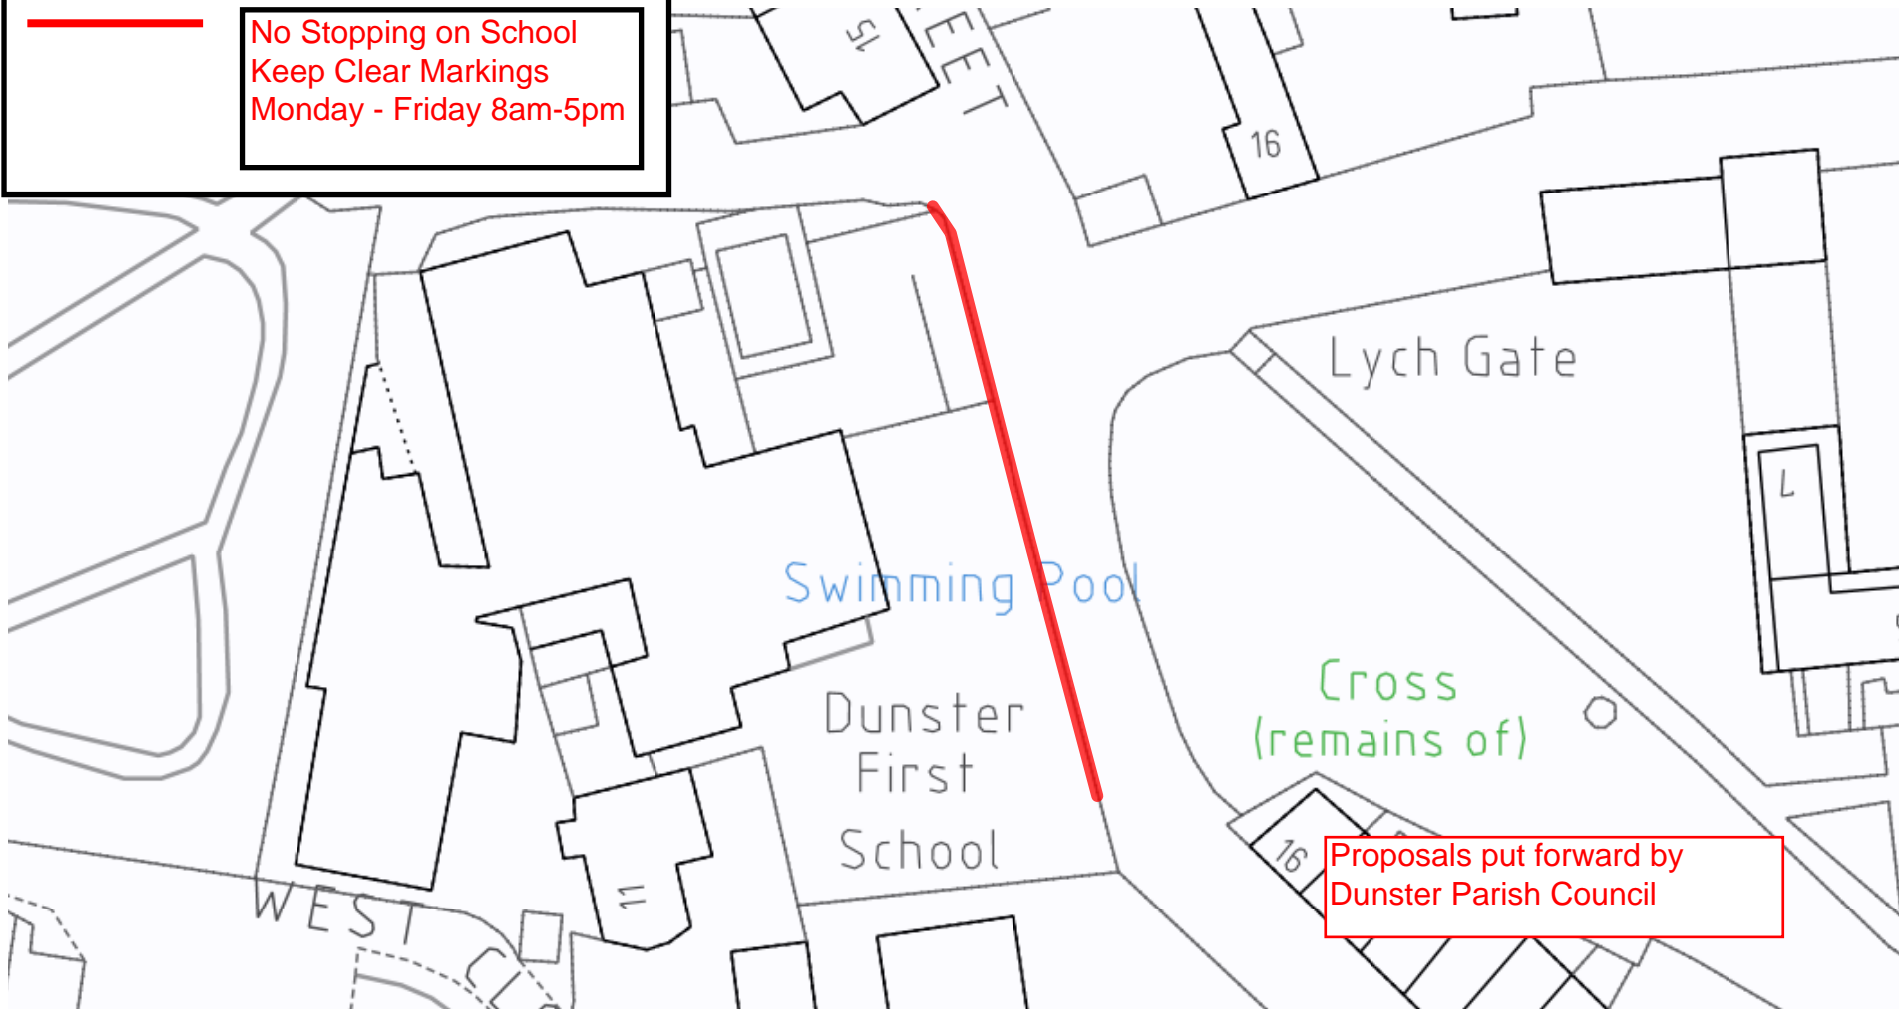 No Stopping on School
Keep Clear Markings
Monday - Friday 8am-5pm
15
EET
16
Lych Gate
7
Swimming Pool
Cross
(remains of)
Dunster
First
School
16
Proposals put forward by
Dunster Parish Council
11
WEST